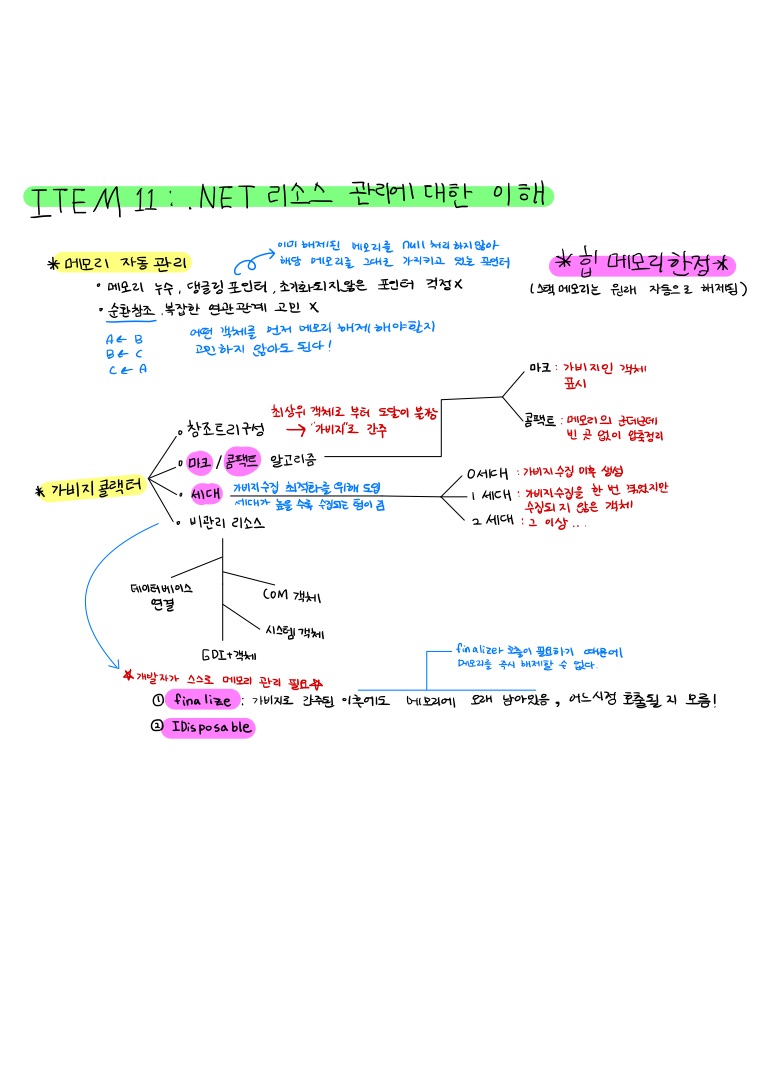 ITEM 11 : .NET 리소스 관리에 대한 이해
* 메모리 자동 관리
이미 해제된 메모리를 null 처리하지않아
해당 메모리를 그대로 가리키고 있는 포인터
* 힙 메모리 한정 *
(스택 메모리는 원래 자동으로 해제됨)
• 메모리 누수, 댕글링 포인터, 초기화되지않은 포인터 걱정 X
• 순환참조. 복잡한 연관관계 고민 X
A ← B
B ← C
C ← A
어떤 객체를 먼저 메모리 해제해야할지
고민하지 않아도 된다!
* 가비지 콜랙터
• 참조트리구성
최상위 객체로 부터 도달이 불가
→ "가비지"로 간주
• 마크 / 콤팩트 알고리즘
마크 : 가비지인 객체
표시
콤팩트 : 메모리의 군데군데
빈 곳 없이 압축정리
• 세대
가비지수집 최적화를 위해 도입
세대가 높을 수록 수집되는 텀이 큼
0세대 : 가비지수집 이후 생성
1 세대 : 가비지수집을 한 번 겪었지만
수집되지 않은 객체
2 세대 : 그 이상 ...
• 비관리 리소스
데이터베이스
연결
COM 객체
시스템 객체
GDI+ 객체
☆개발자가 스스로 메모리 관리 필요☆
finalize가 호출이 필요하기 때문에
메모리를 즉시 해제할 수 없다.
① finalize : 가비지로 간주된 이후에도 메모리에 오래 남아있음, 어느시점 호출될 지 모름!
② IDisposable